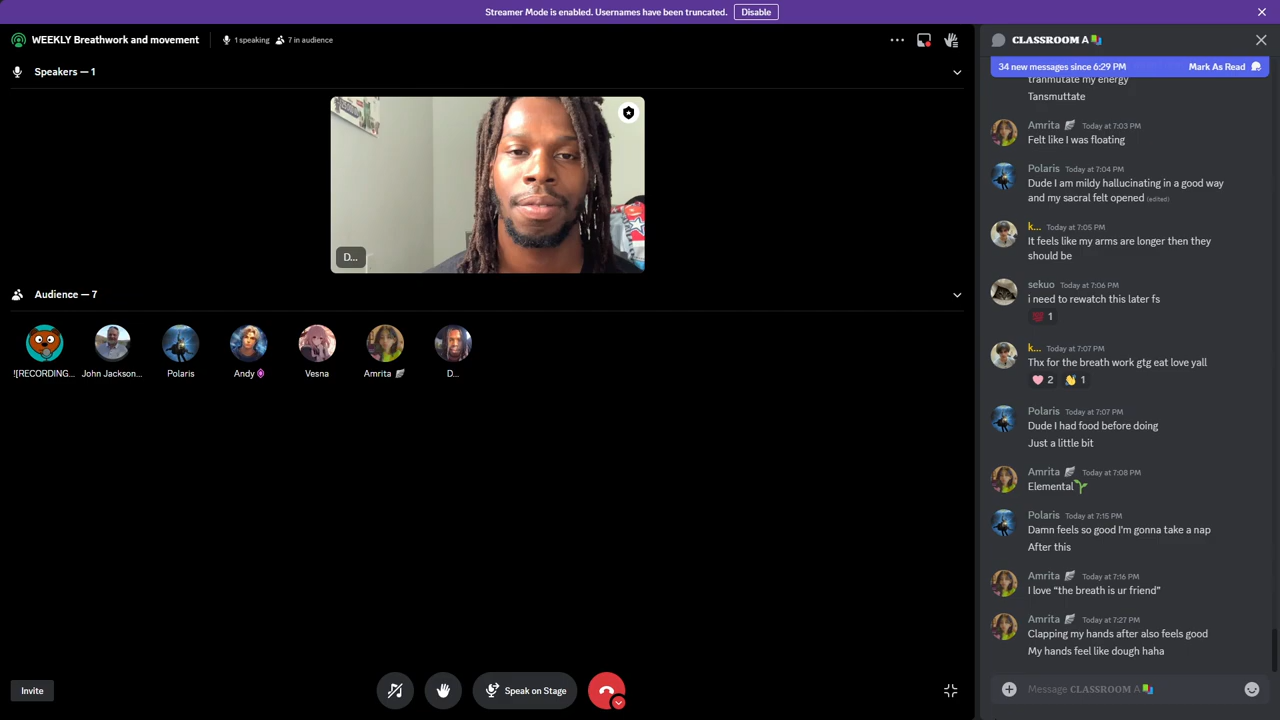 Streamer Mode is enabled. Usernames have been truncated. Disable
WEEKLY Breathwork and movement
1 speaking
7 in audience
Speakers — 1
D...
Audience — 7
![RECORDING...
John Jackson...
Polaris
Andy
Vesna
Amrita
D...
Invite
Speak on Stage
CLASSROOM A
34 new messages since 6:29 PM
Mark As Read
tranmutate my energy
Tansmuttate
Amrita Today at 7:03 PM
Felt like I was floating
Polaris Today at 7:04 PM
Dude I am mildy hallucinating in a good way
and my sacral felt opened (edited)
k... Today at 7:05 PM
It feels like my arms are longer then they
should be
sekuo Today at 7:06 PM
i need to rewatch this later fs
1
k... Today at 7:07 PM
Thx for the breath work gtg eat love yall
2 1
Polaris Today at 7:07 PM
Dude I had food before doing
Just a little bit
Amrita Today at 7:08 PM
Elemental
Polaris Today at 7:15 PM
Damn feels so good I'm gonna take a nap
After this
Amrita Today at 7:16 PM
I love “the breath is ur friend”
Amrita Today at 7:27 PM
Clapping my hands after also feels good
My hands feel like dough haha
Message CLASSROOM A